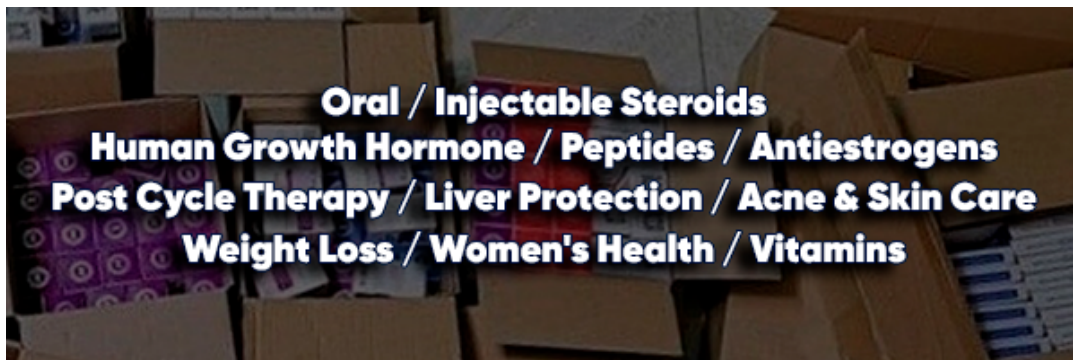 Oral / Injectable Steroids
Human Growth Hormone / Peptides / Antiestrogens
Post Cycle Therapy / Liver Protection / Acne & Skin Care
Weight Loss / Women's Health / Vitamins